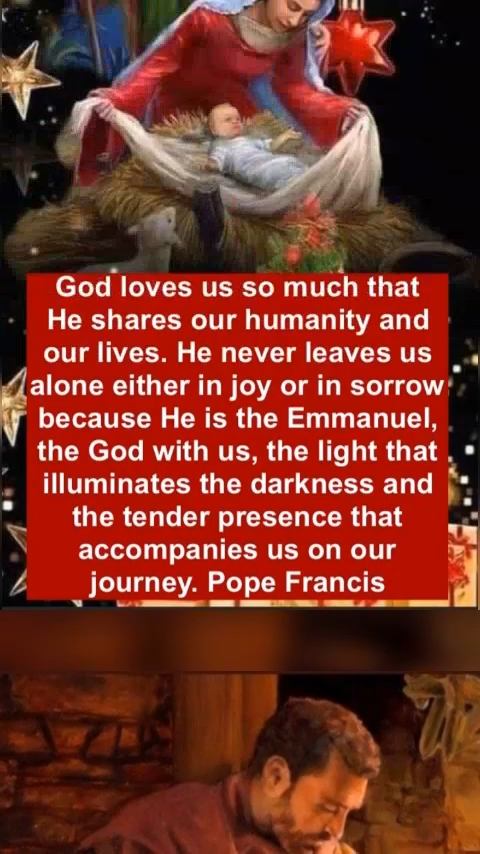 God loves us so much that
He shares our humanity and
our lives. He never leaves us
alone either in joy or in sorrow
because He is the Emmanuel,
the God with us, the light that
illuminates the darkness and
the tender presence that
accompanies us on our
journey. Pope Francis